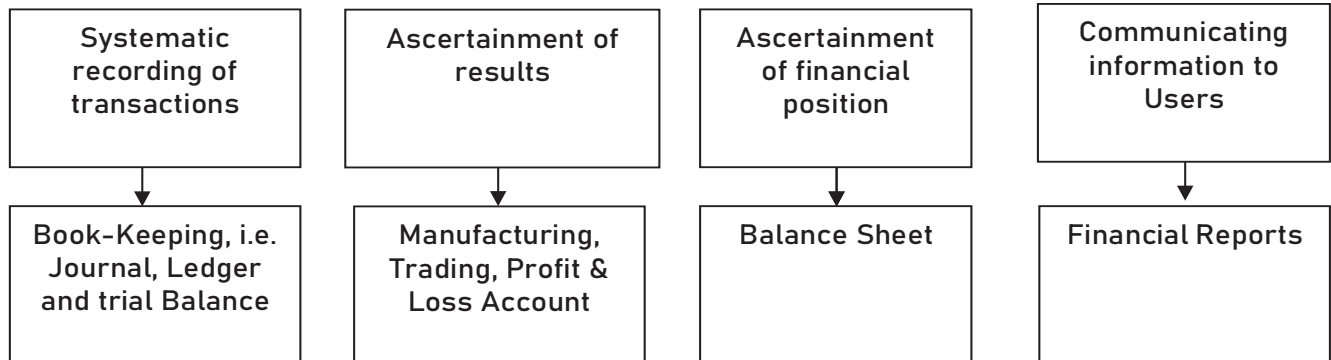 Systematic
recording of
transactions
Ascertainment of
results
Ascertainment
of financial
position
Communicating
information to
Users
Book-Keeping, i.e.
Journal, Ledger
and trial Balance
Manufacturing,
Trading, Profit &
Loss Account
Balance Sheet
Financial Reports